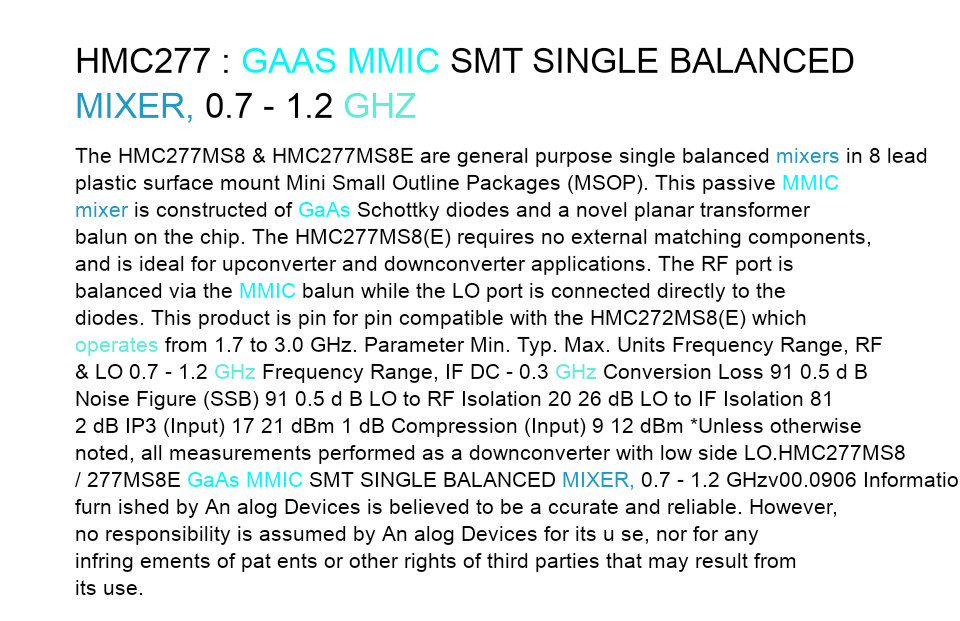 HMC277 : GAAS MMIC SMT SINGLE BALANCED
MIXER, 0.7 - 1.2 GHZ
The HMC277MS8 & HMC277MS8E are general purpose single balanced mixers in 8 lead
plastic surface mount Mini Small Outline Packages (MSOP). This passive MMIC
mixer is constructed of GaAs Schottky diodes and a novel planar transformer
balun on the chip. The HMC277MS8(E) requires no external matching components,
and is ideal for upconverter and downconverter applications. The RF port is
balanced via the MMIC balun while the LO port is connected directly to the
diodes. This product is pin for pin compatible with the HMC272MS8(E) which
operates from 1.7 to 3.0 GHz. Parameter Min. Typ. Max. Units Frequency Range, RF
& LO 0.7 - 1.2 GHz Frequency Range, IF DC - 0.3 GHz Conversion Loss 91 0.5 d B
Noise Figure (SSB) 91 0.5 d B LO to RF Isolation 20 26 dB LO to IF Isolation 81
2 dB IP3 (Input) 17 21 dBm 1 dB Compression (Input) 9 12 dBm *Unless otherwise
noted, all measurements performed as a downconverter with low side LO.HMC277MS8
/ 277MS8E GaAs MMIC SMT SINGLE BALANCED MIXER, 0.7 - 1.2 GHzv00.0906 Informatio
furn ished by An alog Devices is believed to be a ccurate and reliable. However,
no responsibility is assumed by An alog Devices for its u se, nor for any
infring ements of pat ents or other rights of third parties that may result from
its use.